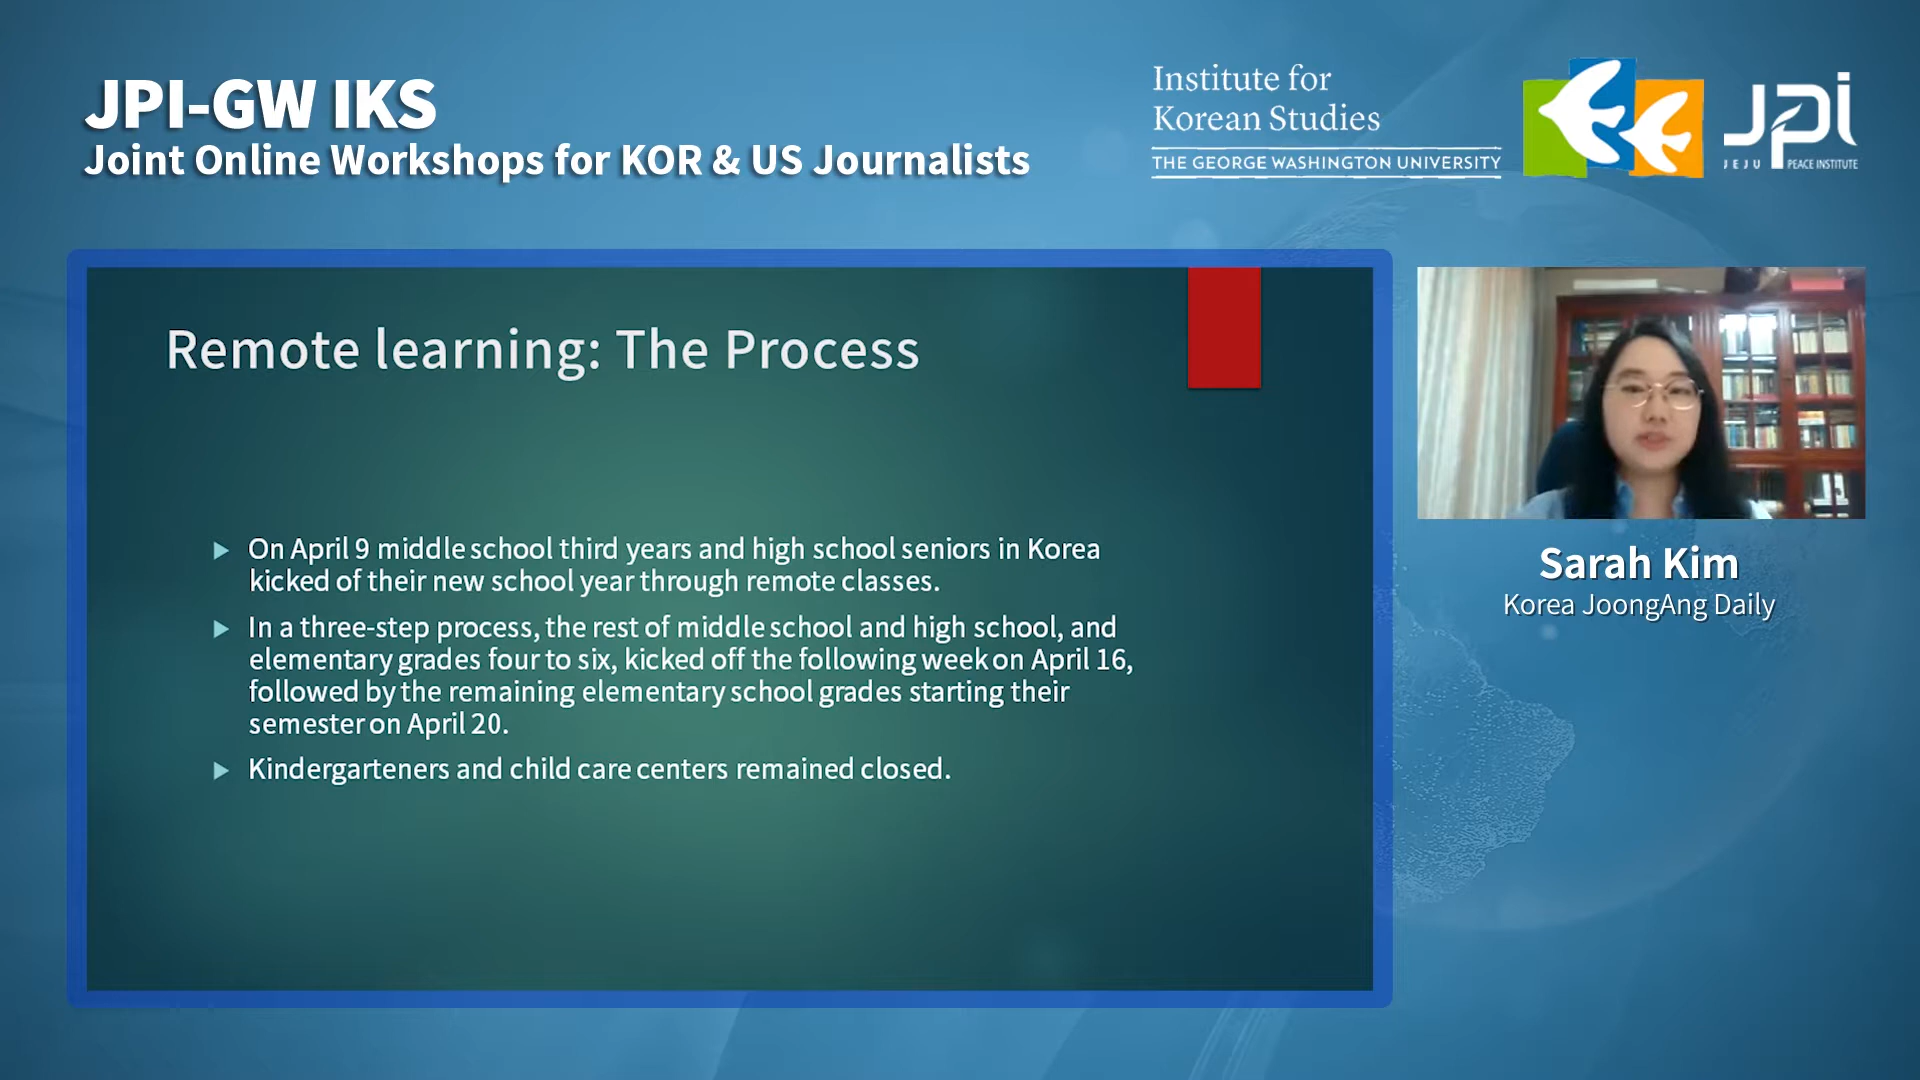 JPI-GW IKS
Joint Online Workshops for KOR & US Journalists
Institute for
Korean Studies
THE GEORGE WASHINGTON UNIVERSITY
JPI
JEJU PEACE INSTITUTE
Remote learning: The Process
On April 9 middle school third years and high school seniors in Korea
kicked of their new school year through remote classes.
In a three-step process, the rest of middle school and high school, and
elementary grades four to six, kicked off the following week on April 16,
followed by the remaining elementary school grades starting their
semester on April 20.
Kindergarteners and child care centers remained closed.
Sarah Kim
Korea JoongAng Daily